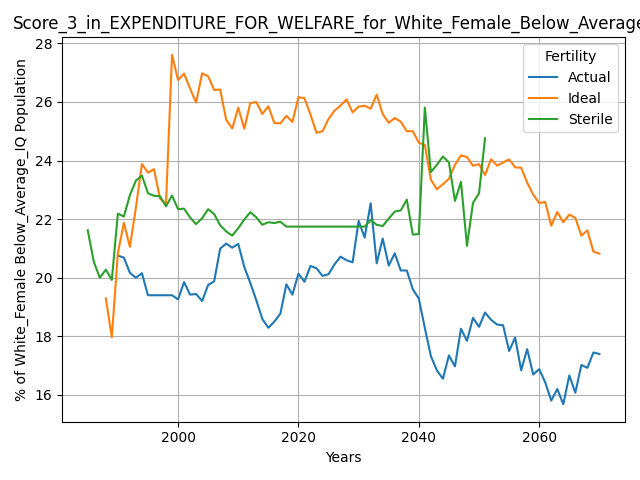 Score_3_in_EXPENDITURE_FOR_WELFARE_for_White_Female_Below_Average
Fertility
Actual
Ideal
Sterile
% of White_Female Below_Average_IQ Population
28
26
24
22
20
18
16
2000 2020 2040 2060
Years